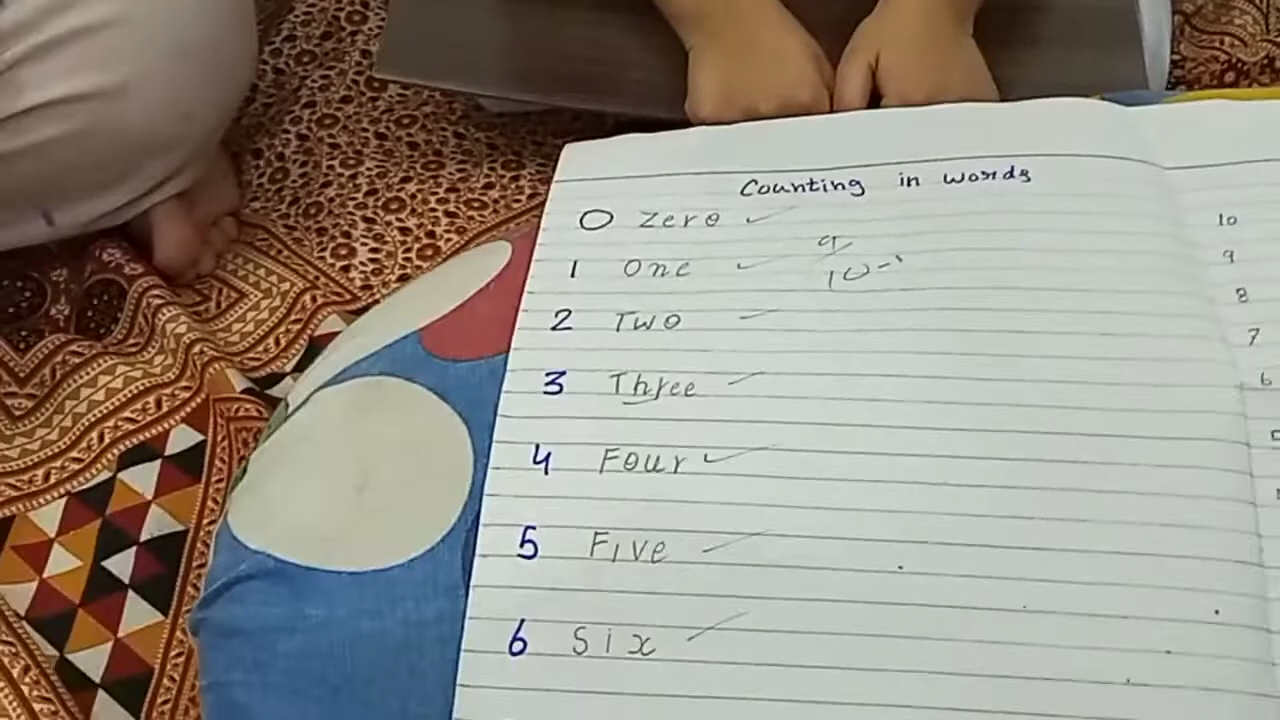 Counting in words
0 Zero
1 One
9
10
2 Two
3 Three
4 Four
5 Five
6 Six
10
9
8
7
6